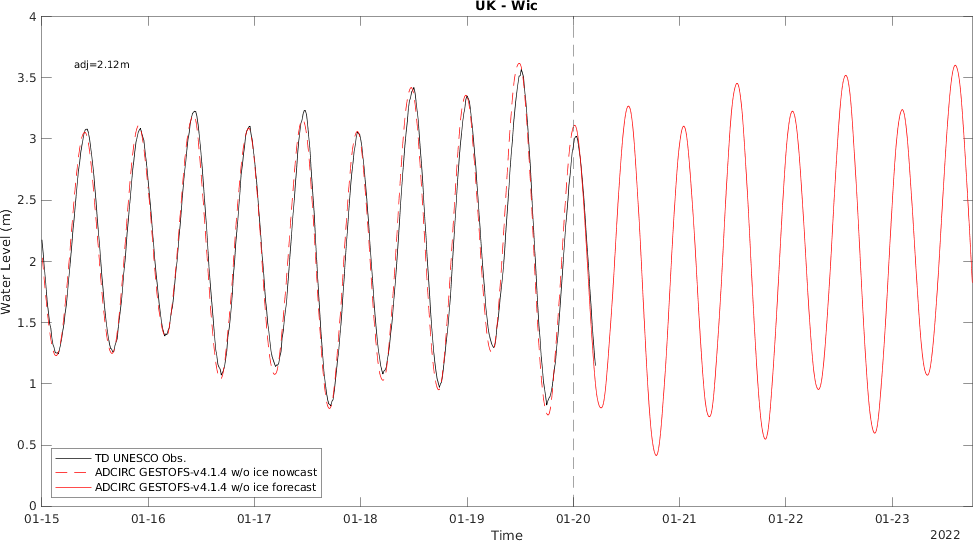 UK - Wic
adj=2.12m
Water Level (m)
4
3.5
3
2.5
2
1.5
1
0.5
0
TD UNESCO Obs.
ADCIRC GESTOFS-v4.1.4 w/o ice nowcast
ADCIRC GESTOFS-v4.1.4 w/o ice forecast
01-15 01-16 01-17 01-18 01-19 01-20 01-21 01-22 01-23
Time
2022